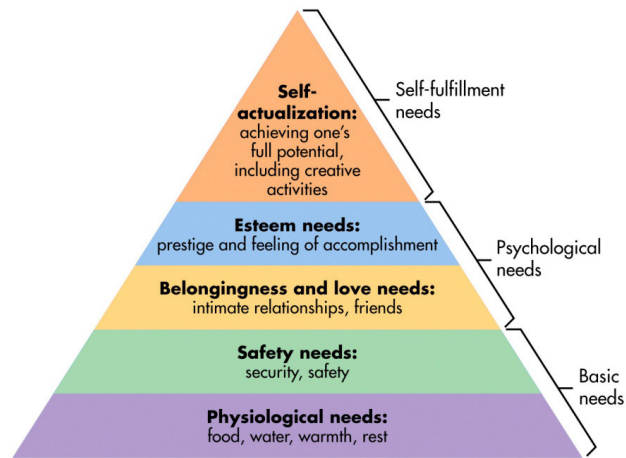 Self-
actualization:
achieving one's
full potential,
including creative
activities
Self-fulfillment
needs
Esteem needs:
prestige and feeling of accomplishment
Psychological
needs
Belongingness and love needs:
intimate relationships, friends
Safety needs:
security, safety
Basic
needs
Physiological needs:
food, water, warmth, rest